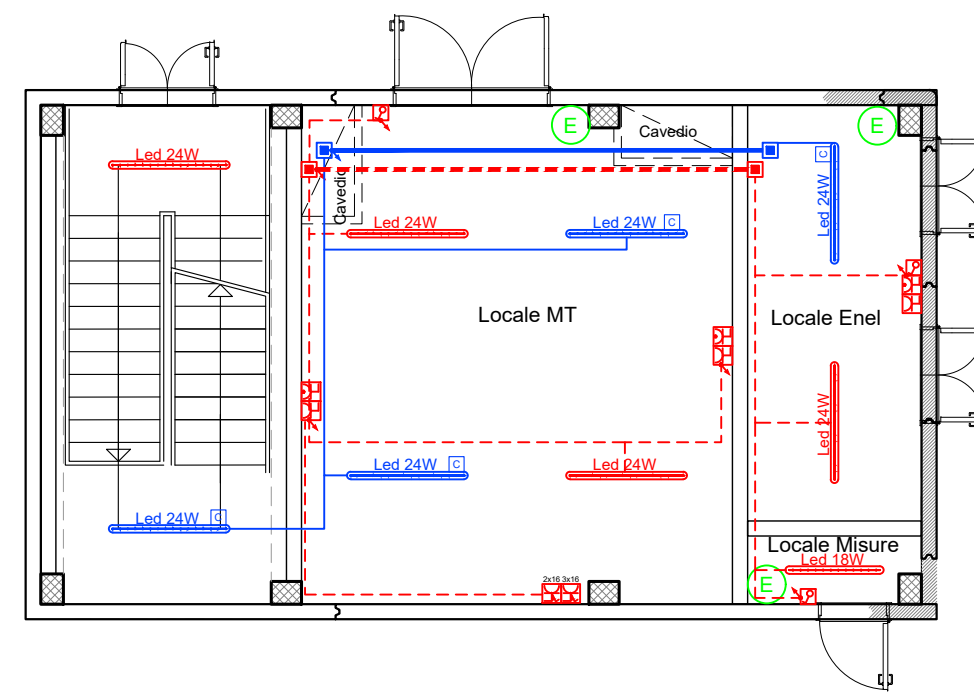 E
E
Cavedio
Led 24W
C
Led 24W
Cavedio
Led 24W
Led 24W
C
Locale MT
Locale Enel
Led 24W
Led 24W
C
Led 24W
Led 24W
C
Locale Misure
Led 18W
E
2x16 3x16